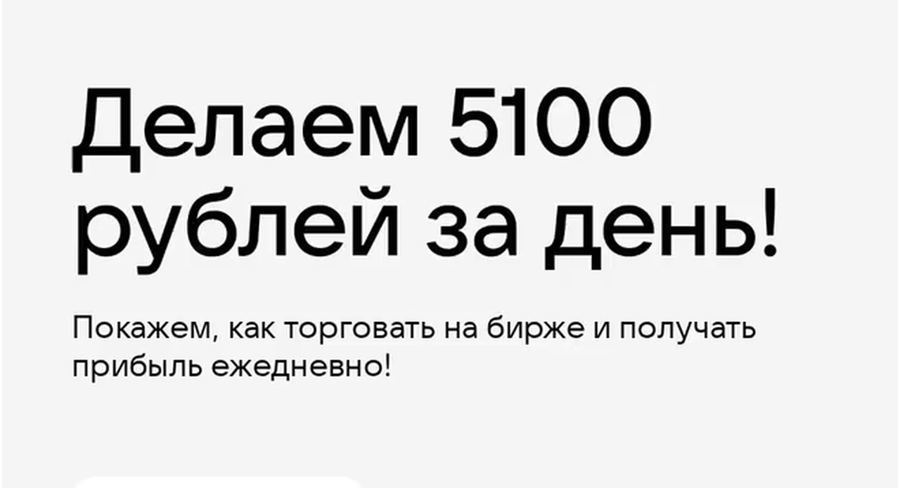 Делаем 5100
рублей за день!
Покажем, как торговать на бирже и получать
прибыль ежедневно!